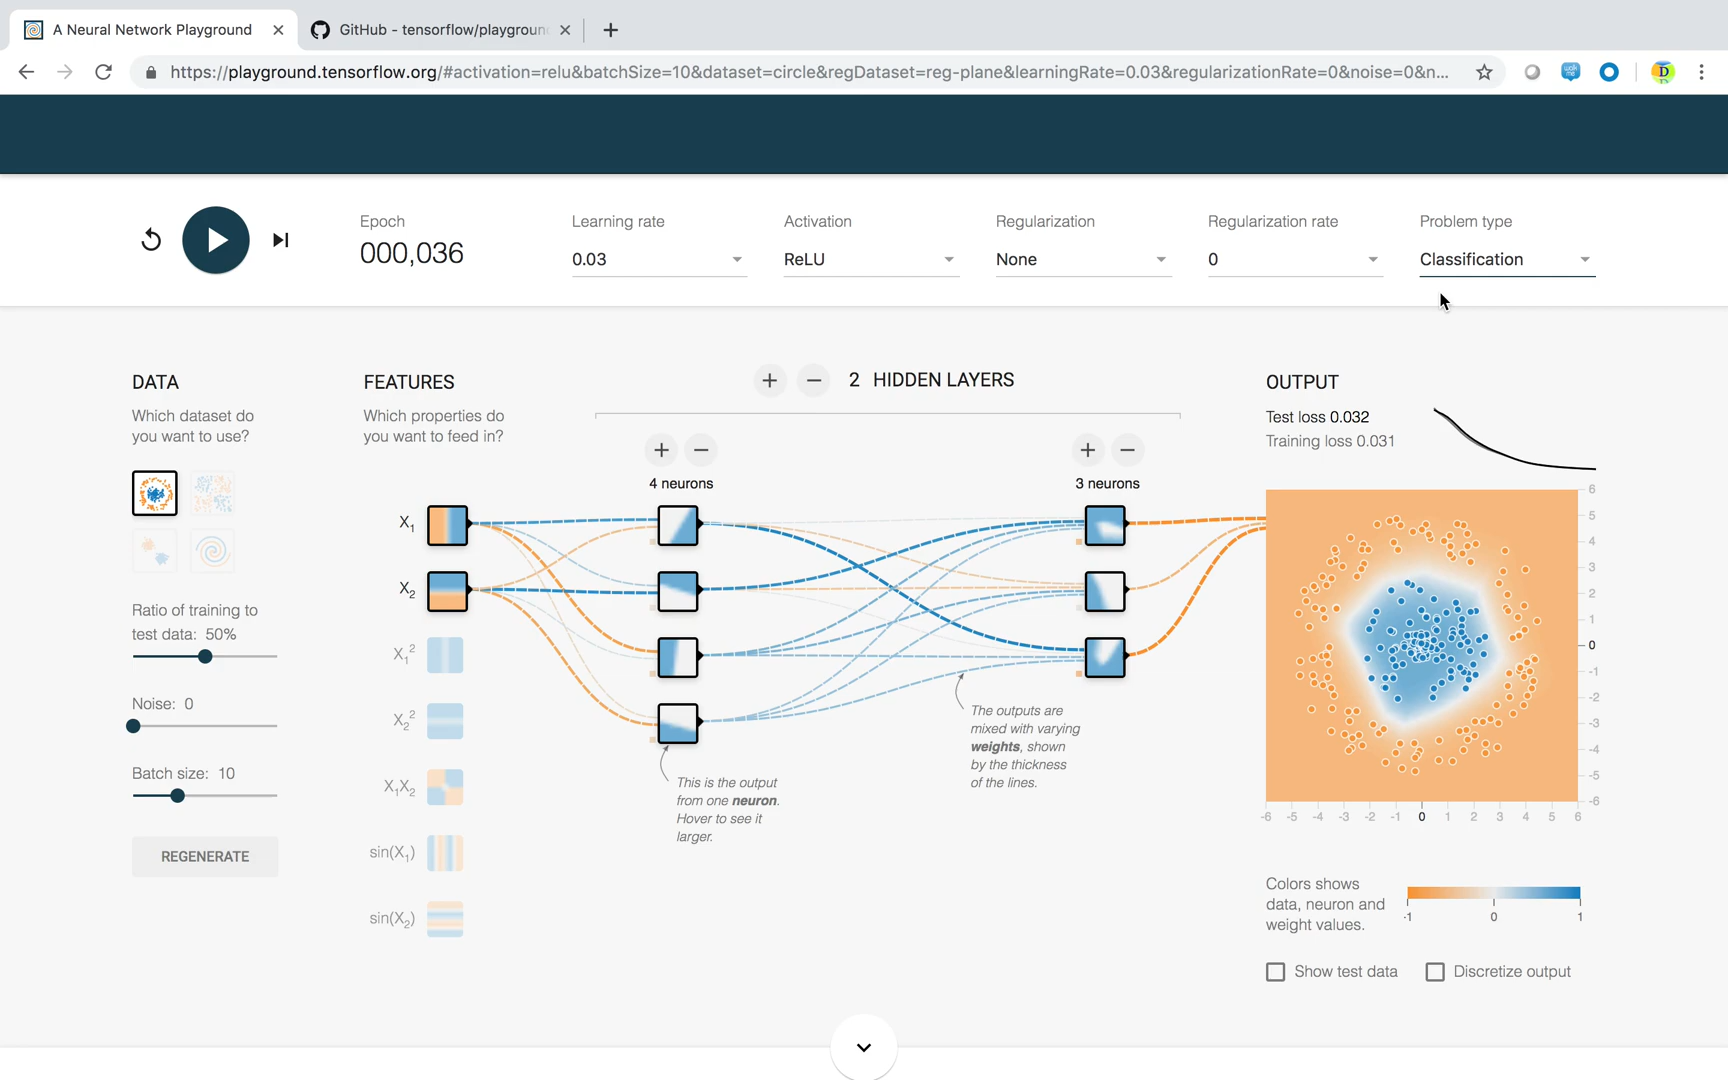 A Neural Network Playground
GitHub - tensorflow/playground
https://playground.tensorflow.org/#activation=relu&batchSize=10&dataset=circle&regDataset=reg-plane&learningRate=0.03&regularizationRate=0&noise=0&n...
Epoch
000,036
Learning rate
0.03
Activation
ReLU
Regularization
None
Regularization rate
0
Problem type
Classification
DATA
Which dataset do
you want to use?
Ratio of training to
test data: 50%
Noise: 0
Batch size: 10
REGENERATE
FEATURES
Which properties do
you want to feed in?
X1
X2
X1²
X2²
X1X2
sin(X1)
sin(X2)
+ − 2 HIDDEN LAYERS
+ −
4 neurons
+ −
3 neurons
This is the output
from one neuron.
Hover to see it
larger.
The outputs are
mixed with varying
weights, shown
by the thickness
of the lines.
OUTPUT
Test loss 0.032
Training loss 0.031
6
5
4
3
2
1
0
-1
-2
-3
-4
-5
-6
-6 -5 -4 -3 -2 -1 0 1 2 3 4 5 6
Colors shows
data, neuron and
weight values.
-1 0 1
Show test data
Discretize output